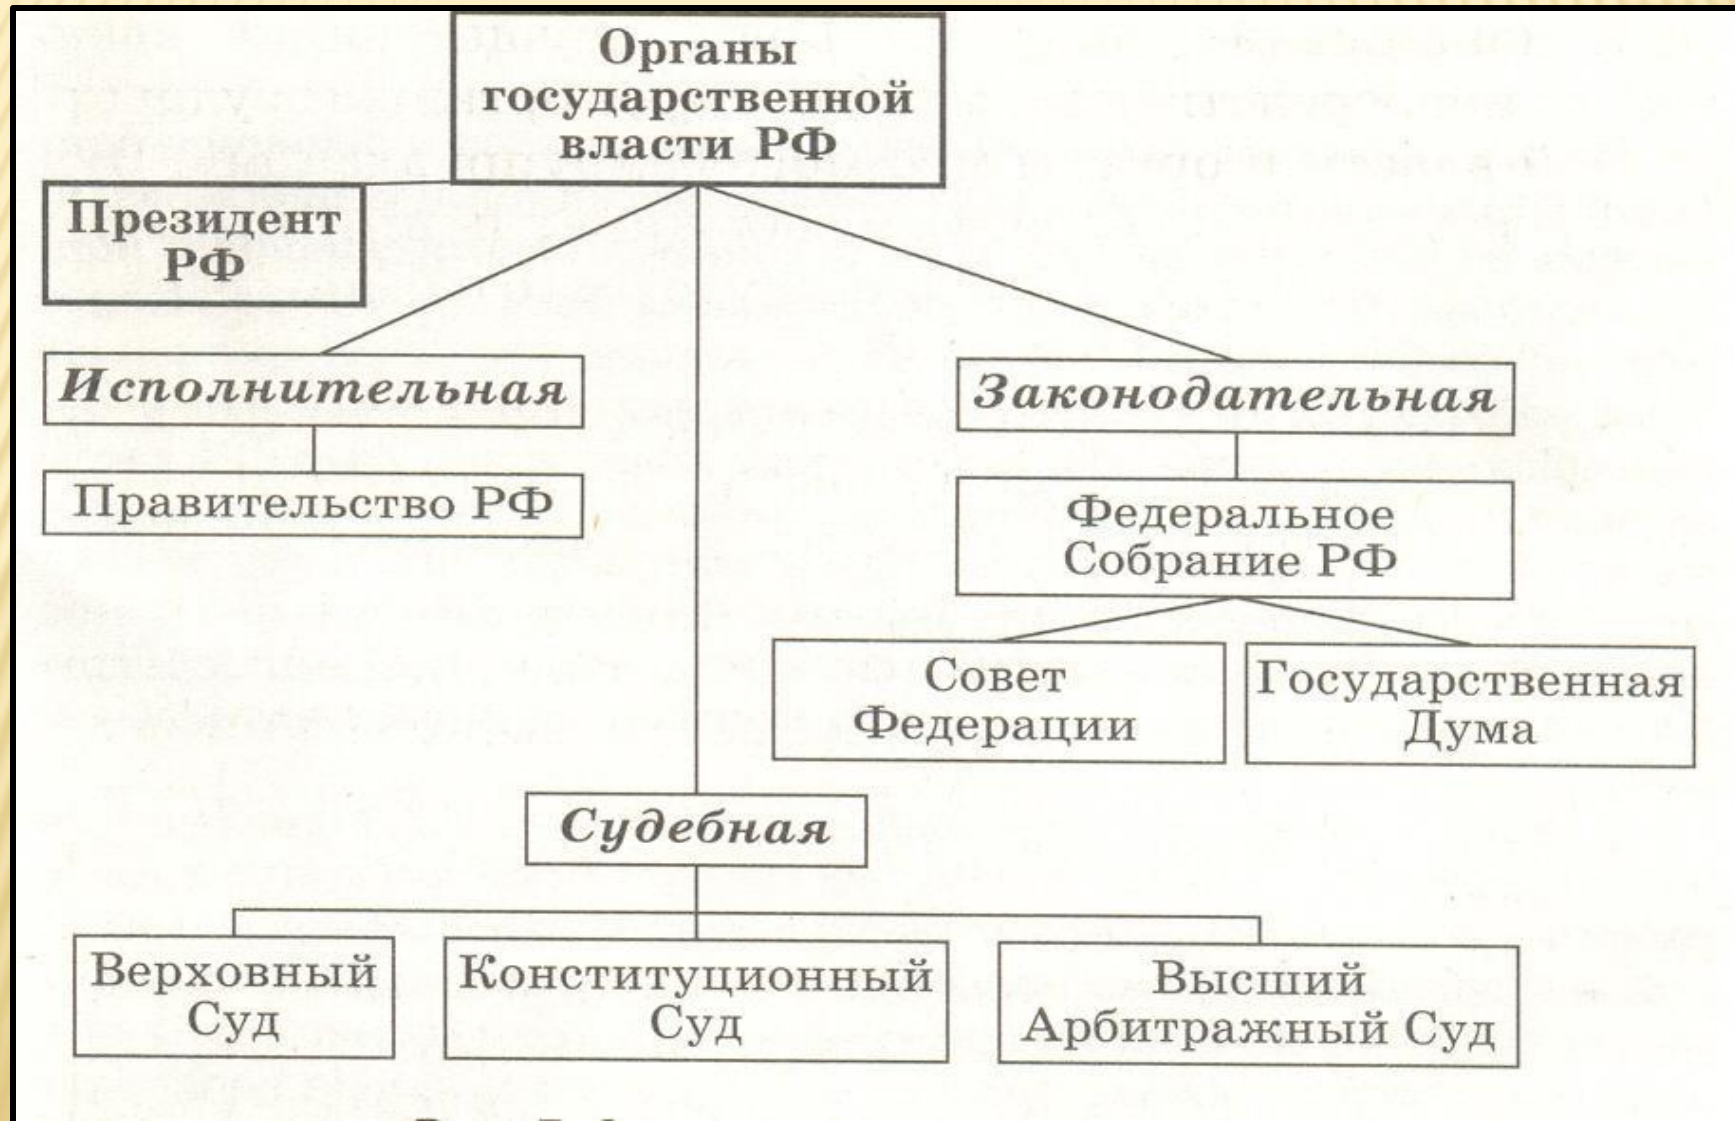 Органы
государственной
власти РФ
Президент
РФ
Исполнительная
Законодательная
Правительство РФ
Федеральное
Собрание РФ
Совет
Федерации
Государственная
Дума
Судебная
Верховный
Суд
Конституционный
Суд
Высший
Арбитражный Суд